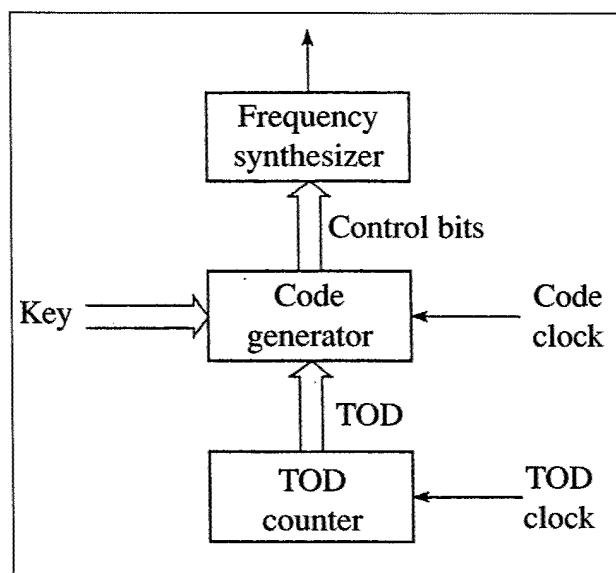 Frequency
synthesizer
Control bits
Key
Code
generator
Code
clock
TOD
TOD
counter
TOD
clock